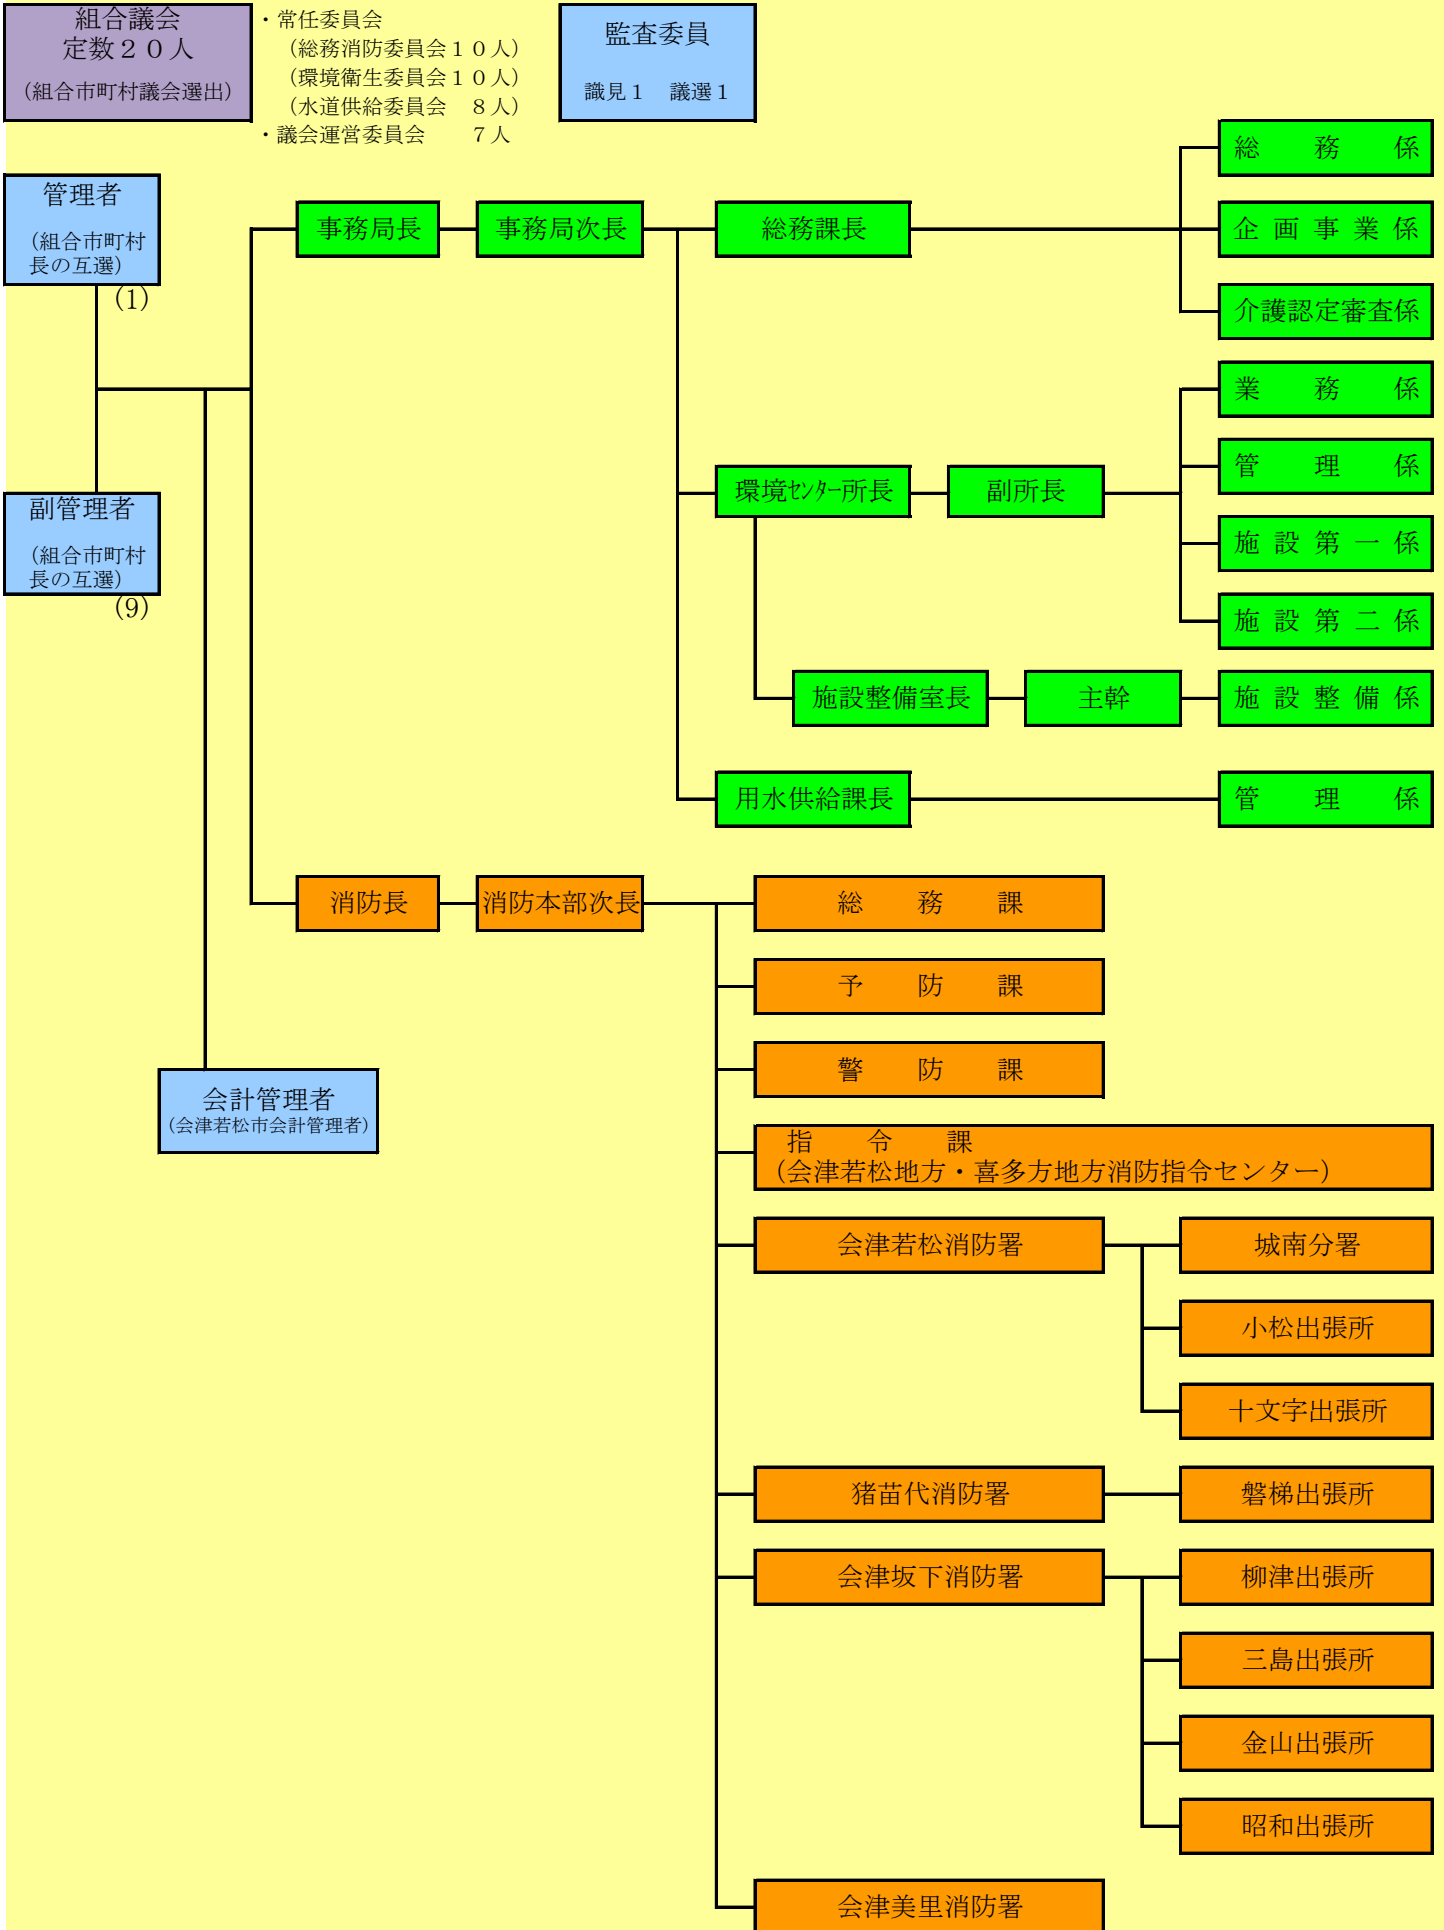 組合議会
定数２０人
（組合市町村議会選出）
・常任委員会
（総務消防委員会１０人）
（環境衛生委員会１０人）
（水道供給委員会　８人）
・議会運営委員会　　７人
監査委員
識見１　議選１
管理者
（組合市町村
長の互選）
(1)
副管理者
（組合市町村
長の互選）
(9)
会計管理者
（会津若松市会計管理者）
事務局長
事務局次長
総務課長
総　務　係
企画事業係
介護認定審査係
環境ｾﾝﾀｰ所長
副所長
業　務　係
管　理　係
施設第一係
施設第二係
施設整備室長
主幹
施設整備係
用水供給課長
管　理　係
消防長
消防本部次長
総　務　課
予　防　課
警　防　課
指　令　課
（会津若松地方・喜多方地方消防指令センター）
会津若松消防署
城南分署
小松出張所
十文字出張所
猪苗代消防署
磐梯出張所
会津坂下消防署
柳津出張所
三島出張所
金山出張所
昭和出張所
会津美里消防署